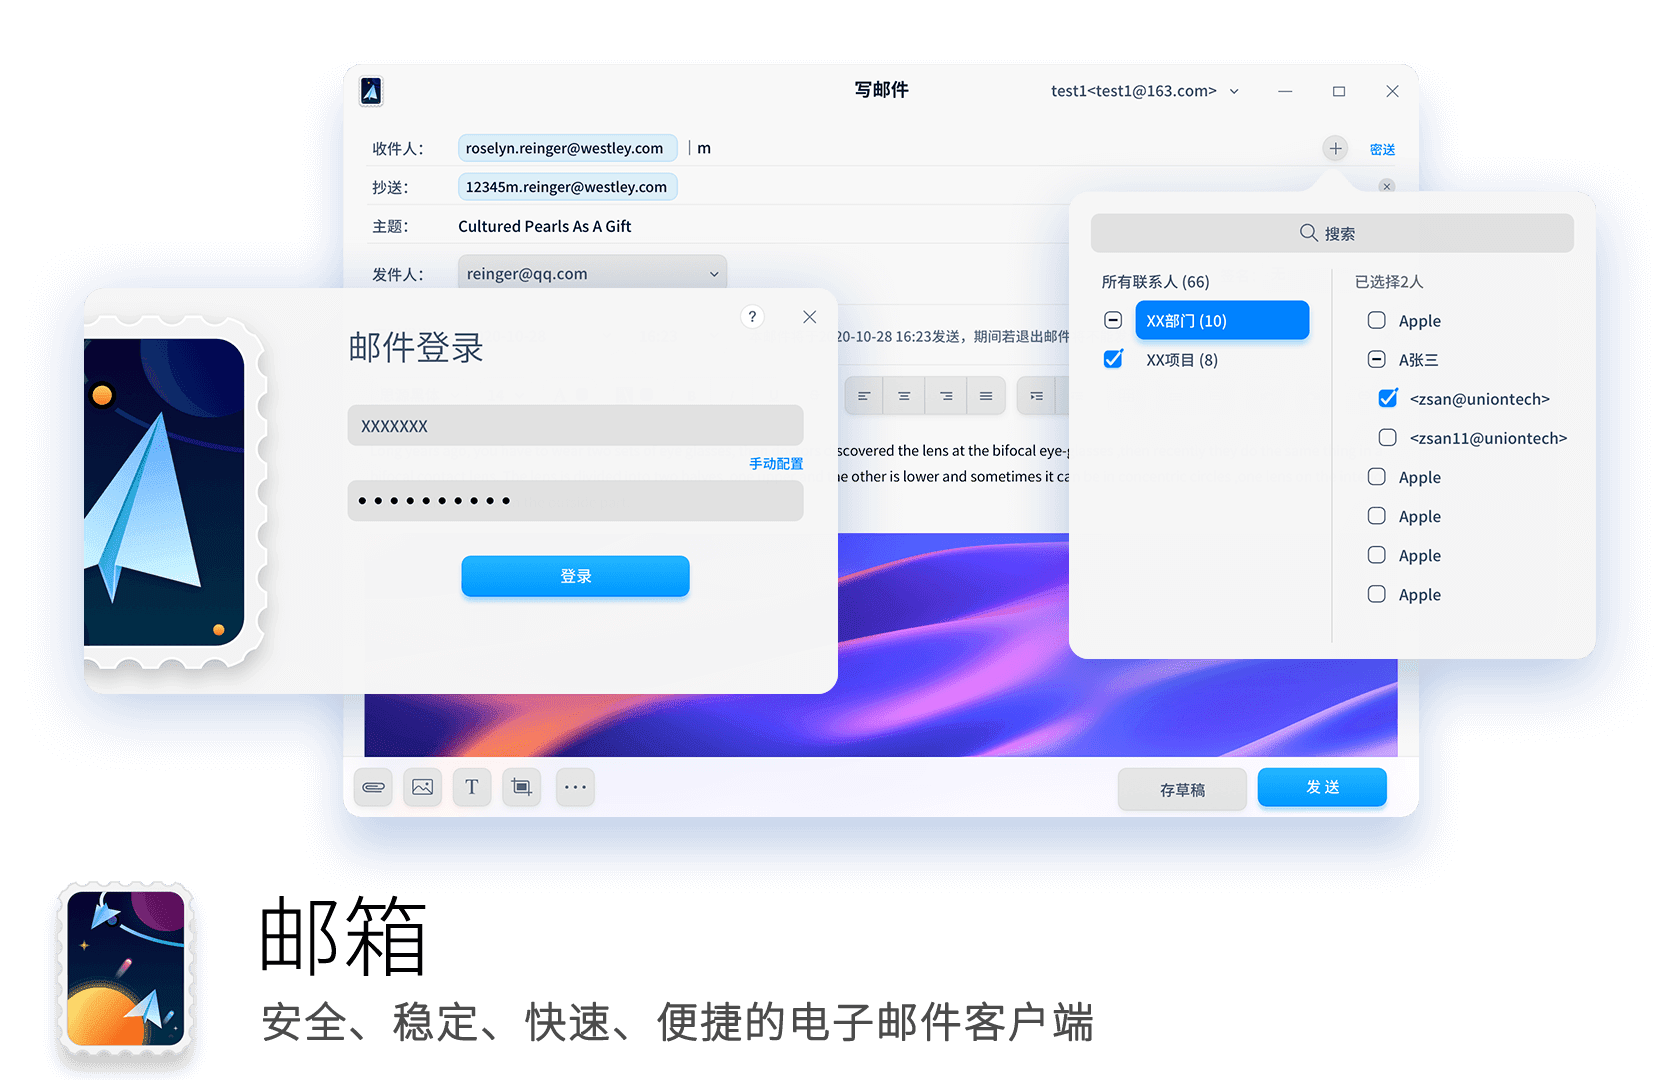 写邮件
test1<test1@163.com>
收件人：
roselyn.reinger@westley.com
m
密送
抄送：
12345m.reinger@westley.com
主题：
Cultured Pearls As A Gift
发件人：
reinger@qq.com
20-10-28 16:23发送，期间若退出邮件
scovered the lens at the bifocal eye-
e other is lower and sometimes it ca
存草稿
发送
邮件登录
?
XXXXXXX
手动配置
登录
搜索
所有联系人 (66)
XX部门 (10)
XX项目 (8)
已选择2人
Apple
A张三
<zsan@uniontech>
<zsan11@uniontech>
Apple
Apple
Apple
Apple
T
邮箱
安全、稳定、快速、便捷的电子邮件客户端